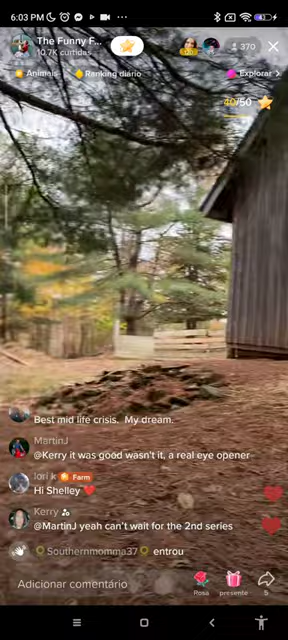 6:03 PM
The Funny F...
10.7K curtidas
370
Animais
Ranking diário
Explorar
40/50
Best mid life crisis. My dream.
MartinJ
@Kerry it was good wasn't it, a real eye opener
lori k Farm
Hi Shelley
Kerry
@MartinJ yeah can't wait for the 2nd series
Southernmomma37 entrou
Adicionar comentário
Rosa
presente
5